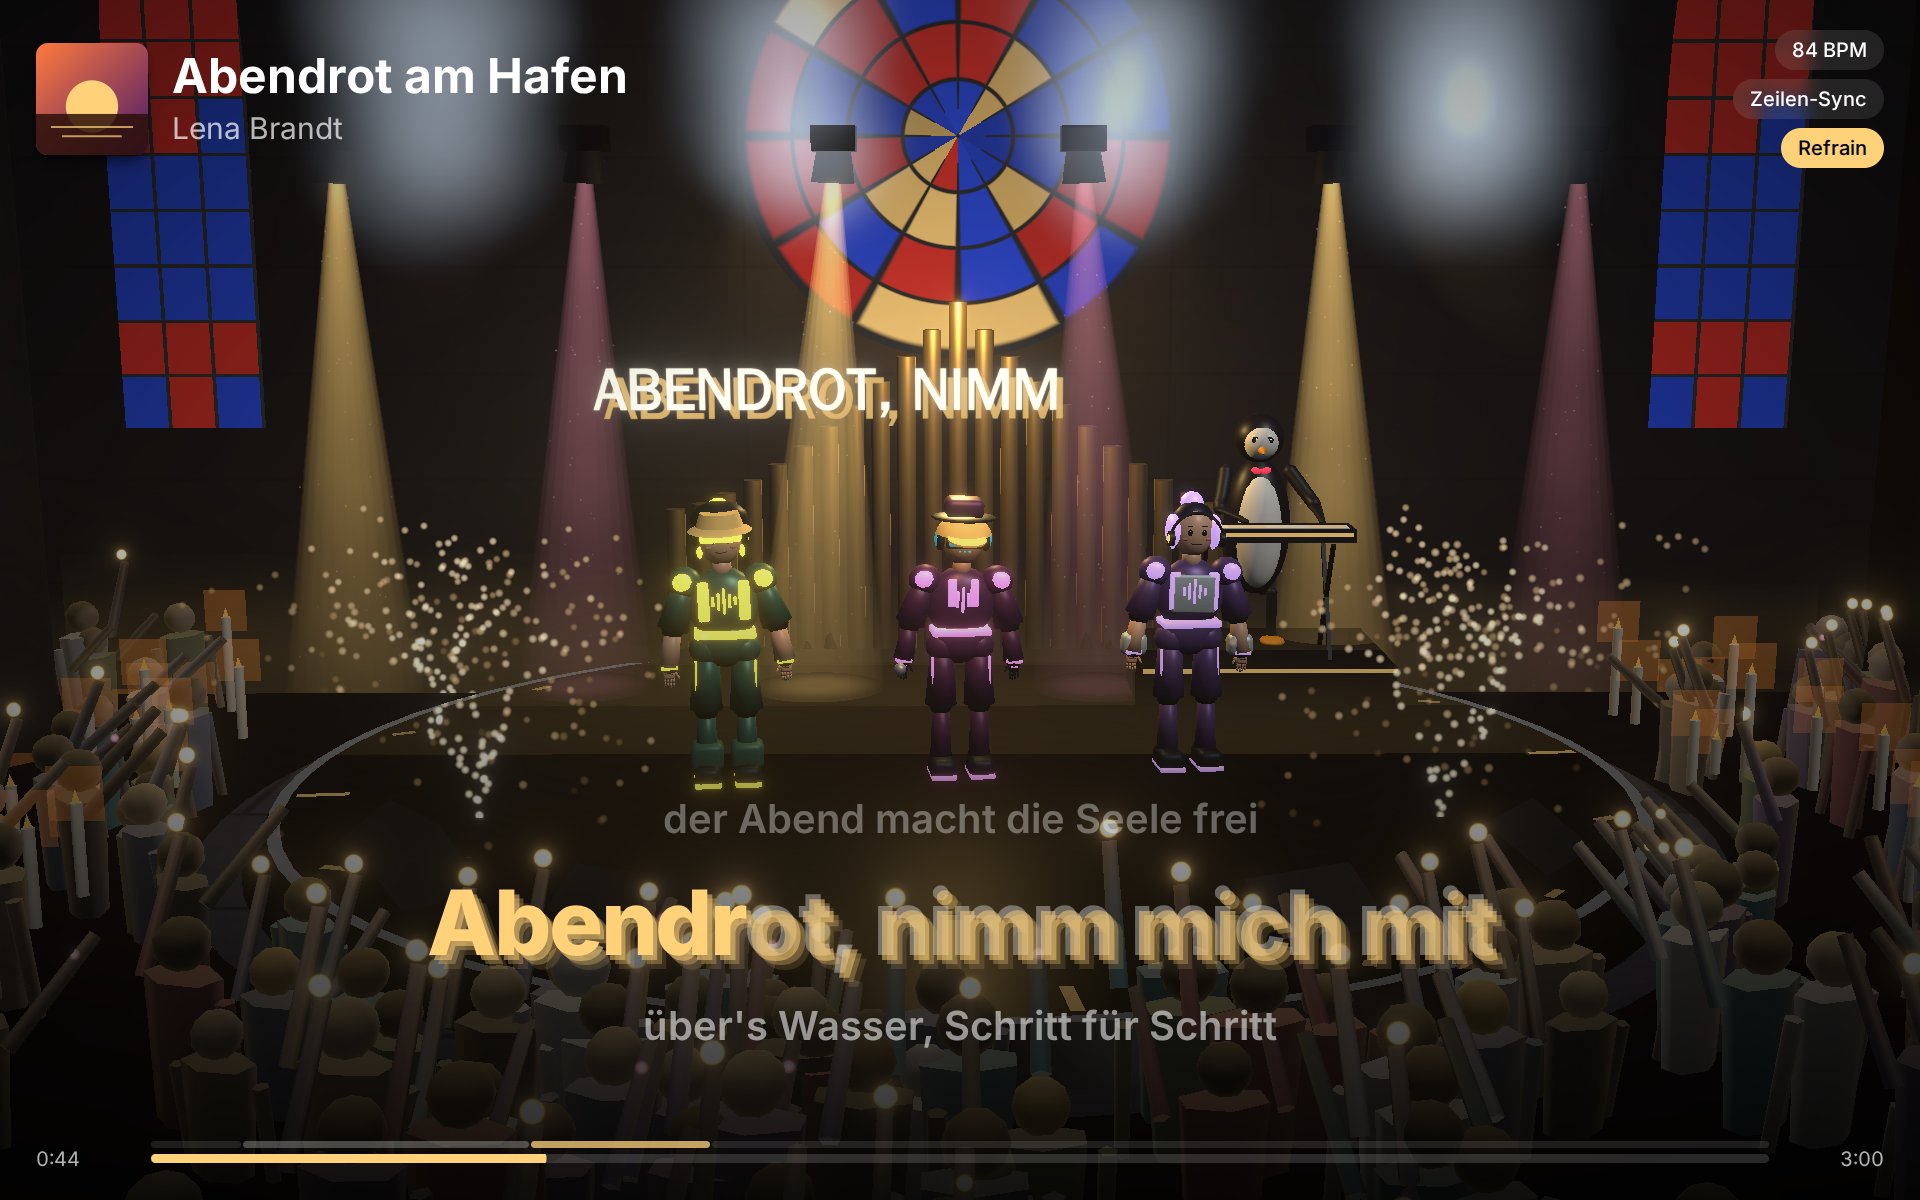 Abendrot am Hafen
Lena Brandt
84 BPM
Zeilen-Sync
Refrain
ABENDROT, NIMM
der Abend macht die Seele frei
Abendrot, nimm mich mit
über's Wasser, Schritt für Schritt
0:44
3:00